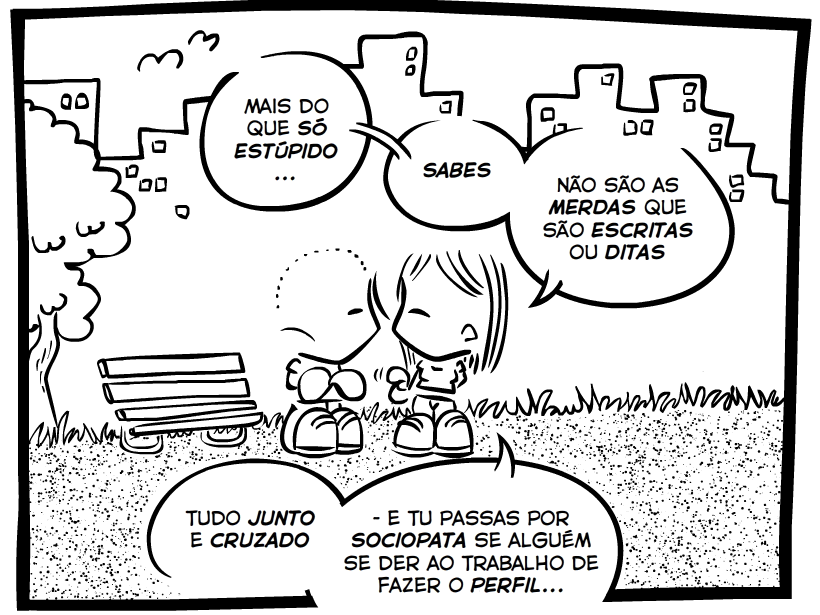 MAIS DO
QUE SÓ
ESTÚPIDO
...
SABES
NÃO SÃO AS
MERDAS QUE
SÃO ESCRITAS
OU DITAS
TUDO JUNTO
E CRUZADO
- E TU PASSAS POR
SOCIOPATA SE ALGUÉM
SE DER AO TRABALHO DE
FAZER O PERFIL...